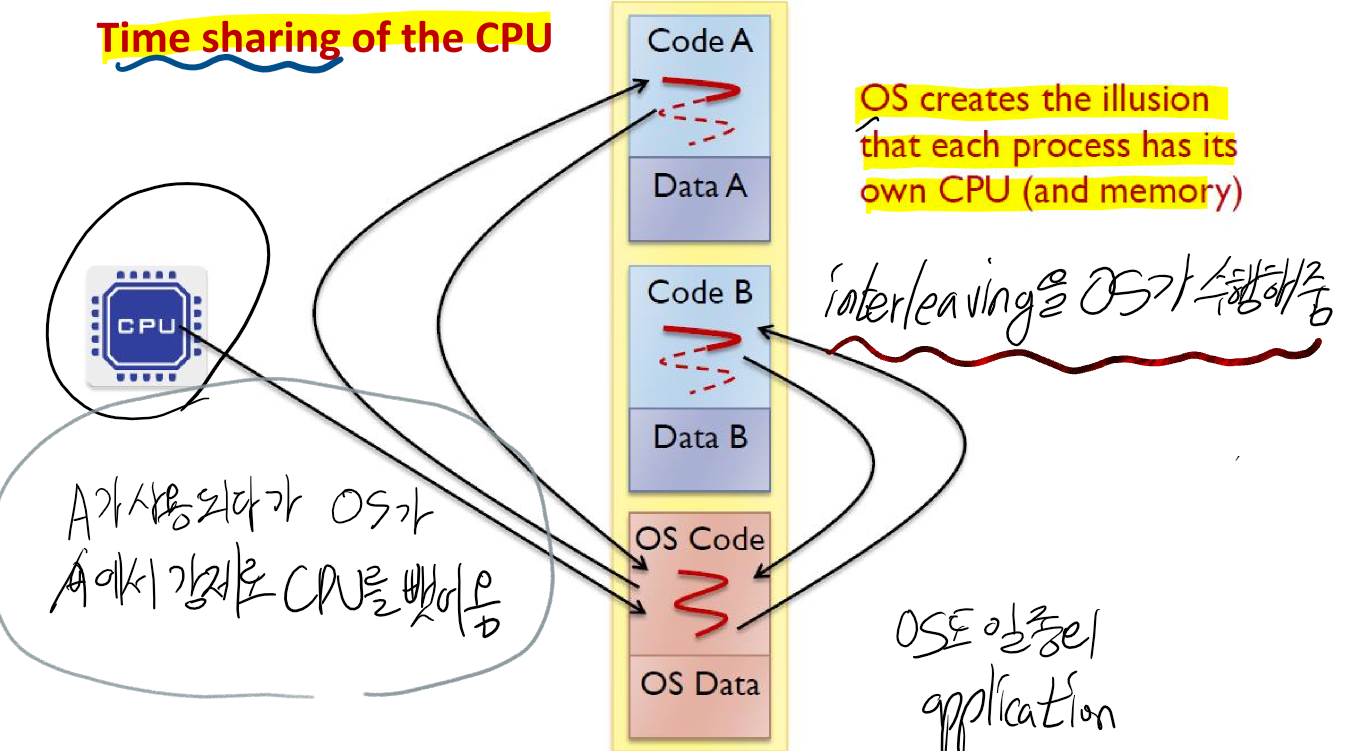 Time sharing of the CPU
Code A
Data A
OS creates the illusion
that each process has its
own CPU (and memory)
interleaving을 OS가 수행해줌
CPU
Code B
Data B
A가 사용되다가 OS가
A에서 강제로 CPU를 뺏어옴
OS Code
OS Data
OS도 일종의
application